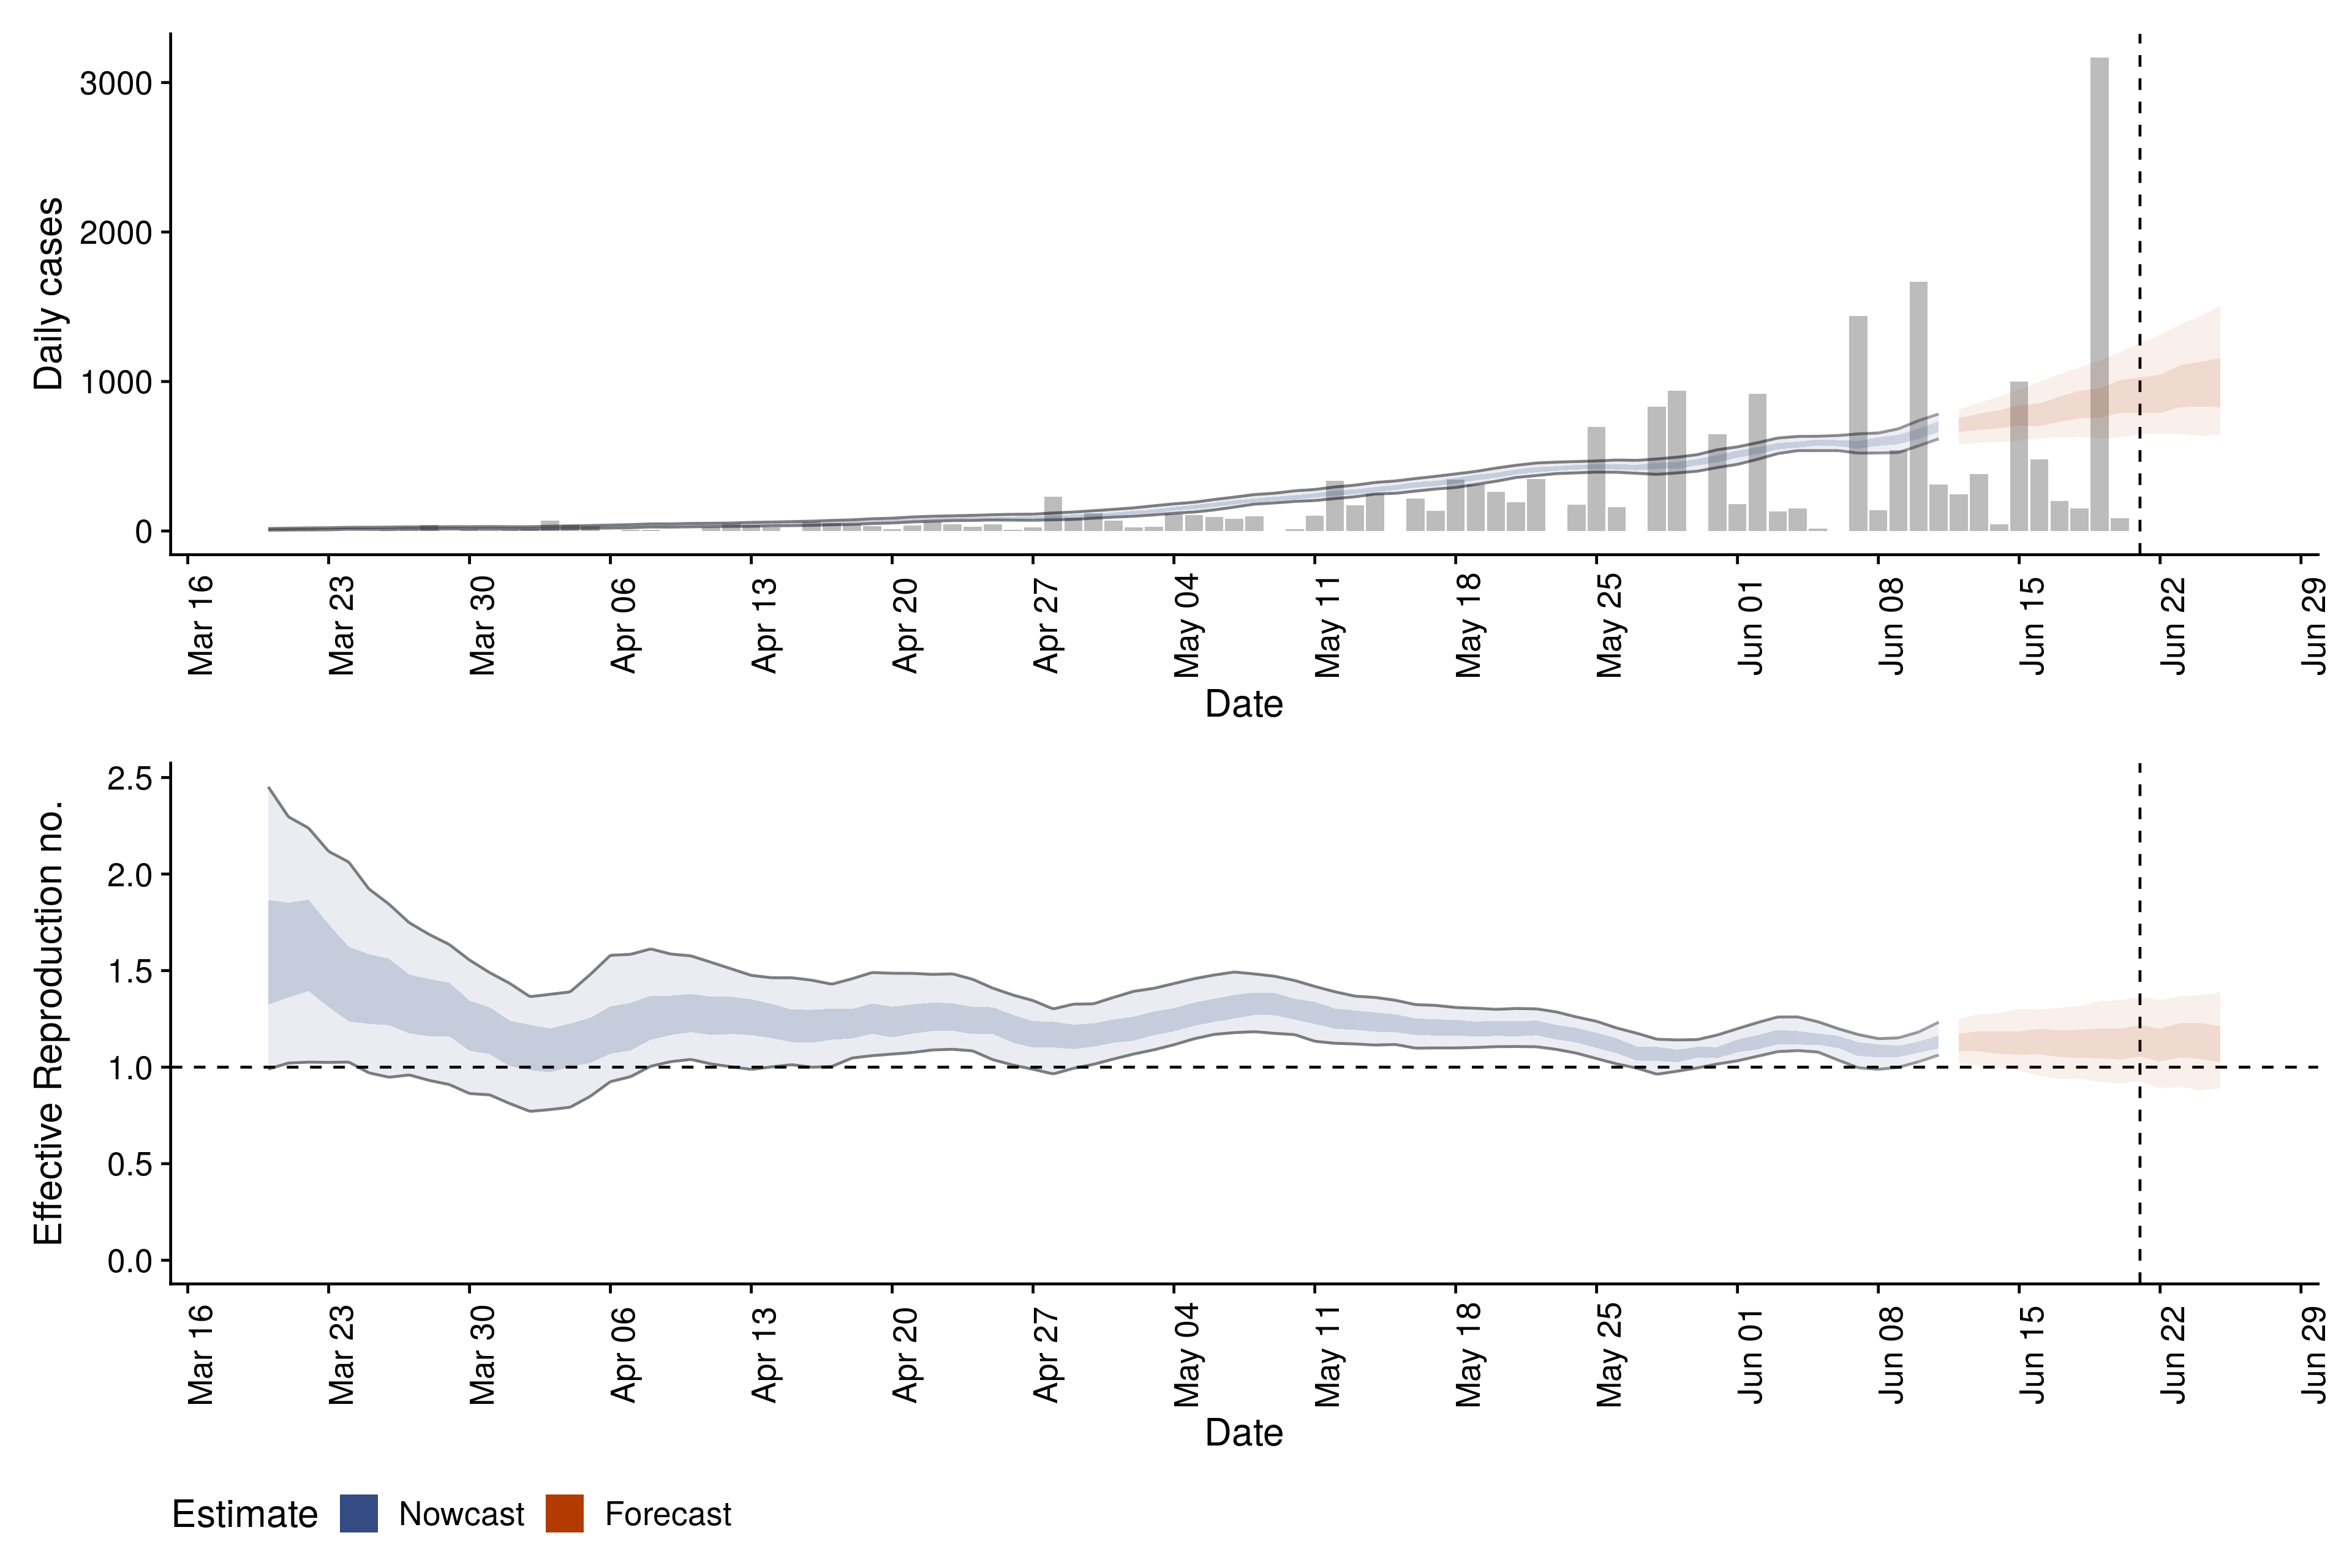 Daily cases
3000
2000
1000
0
Mar 16
Mar 23
Mar 30
Apr 06
Apr 13
Apr 20
Apr 27
May 04
May 11
May 18
May 25
Jun 01
Jun 08
Jun 15
Jun 22
Jun 29
Date
Effective Reproduction no.
2.5
2.0
1.5
1.0
0.5
0.0
Mar 16
Mar 23
Mar 30
Apr 06
Apr 13
Apr 20
Apr 27
May 04
May 11
May 18
May 25
Jun 01
Jun 08
Jun 15
Jun 22
Jun 29
Date
Estimate Nowcast Forecast